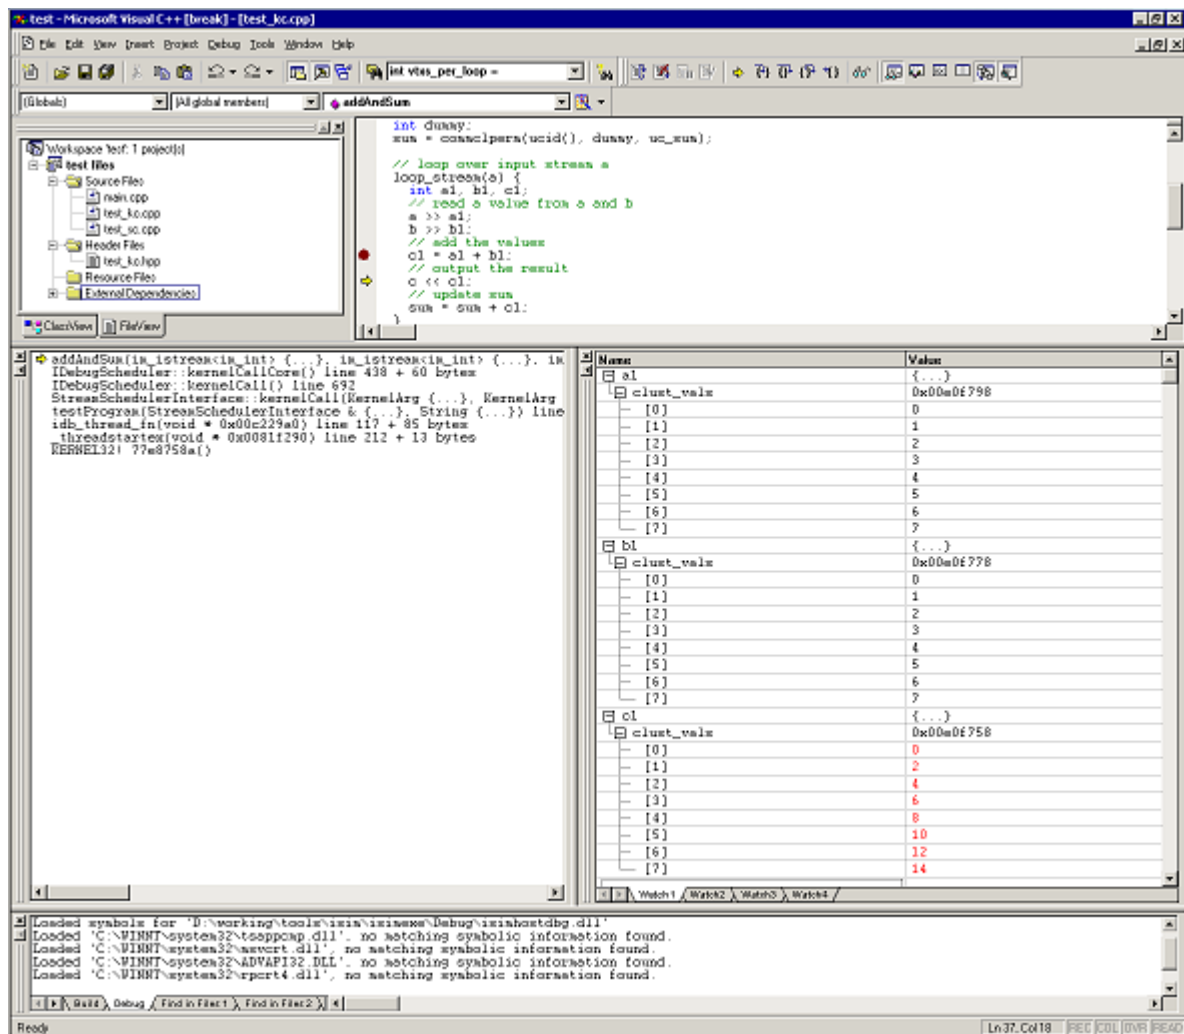 test - Microsoft Visual C++ [break] - [test_kc.cpp]
File Edit View Insert Project Debug Tools Window Help
int vtes_per_loop =
(Globals) (All global members) addAndSum
Workspace 'test': 1 project(s)
test files
Source Files
main.cpp
test_kc.cpp
test_sc.cpp
Header Files
test_kc.hpp
Resource Files
External Dependencies
ClassView FileView
int dummy;
sum = commclperm(ucid(), dummy, uc_sum);
// loop over input stream a
loop_stream(a) {
int a1, b1, c1;
// read a value from a and b
a >> a1;
b >> b1;
// add the values
c1 = a1 + b1;
// output the result
c << c1;
// update sum
sum = sum + c1;
}
addAndSum(im_istream<im_int> {...}, im_istream<im_int> {...}, im
IDebugScheduler::kernelCallCore() line 438 + 60 bytes
IDebugScheduler::kernelCall() line 692
StreamSchedulerInterface::kernelCall(KernelArg {...}, KernelArg
testProgram(StreamSchedulerInterface & {...}, String {...}) line
idb_thread_fn(void * 0x00c229a0) line 117 + 85 bytes
_threadstartex(void * 0x0081f290) line 212 + 13 bytes
KERNEL32! 77e8758a()
Name Value
a1 {...}
clust_vals 0x00e0f798
[0] 0
[1] 1
[2] 2
[3] 3
[4] 4
[5] 5
[6] 6
[7] 7
b1 {...}
clust_vals 0x00e0f778
[0] 0
[1] 1
[2] 2
[3] 3
[4] 4
[5] 5
[6] 6
[7] 7
c1 {...}
clust_vals 0x00e0f758
[0] 0
[1] 2
[2] 4
[3] 6
[4] 8
[5] 10
[6] 12
[7] 14
Watch1 Watch2 Watch3 Watch4
Loaded symbols for 'D:\working\tools\isim\isimexe\Debug\isimhostdbg.dll'
Loaded 'C:\WINNT\system32\tsappcmp.dll', no matching symbolic information found.
Loaded 'C:\WINNT\system32\msvcrt.dll', no matching symbolic information found.
Loaded 'C:\WINNT\system32\ADVAPI32.DLL', no matching symbolic information found.
Loaded 'C:\WINNT\system32\rpcrt4.dll', no matching symbolic information found.
Build Debug Find in Files 1 Find in Files 2
Ready Ln 37, Col 18 REC COL OVR READ